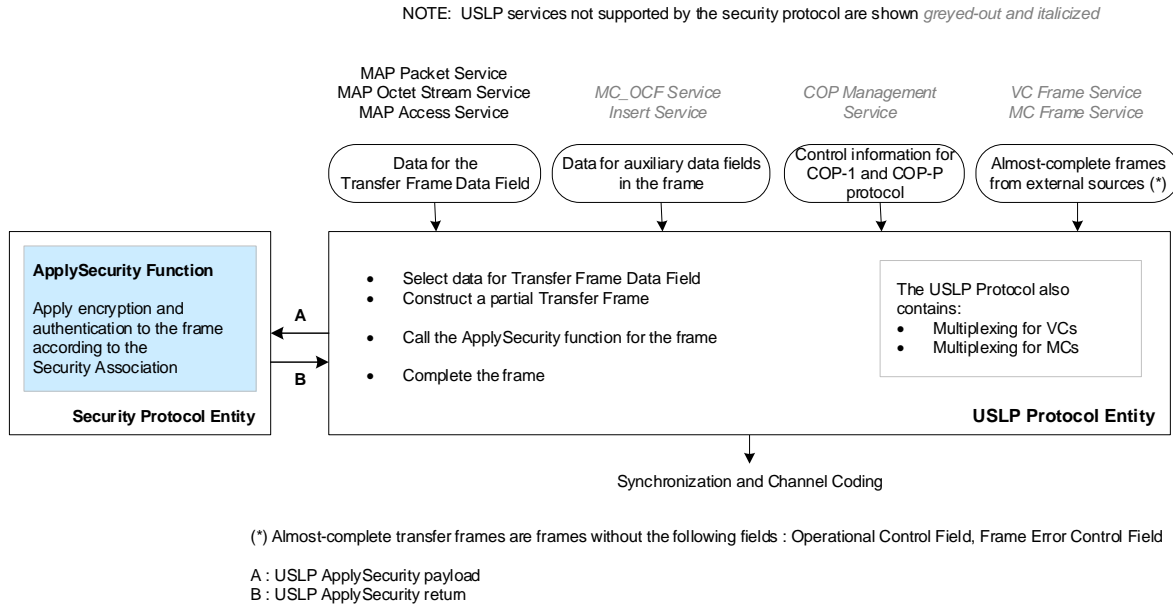 NOTE: USLP services not supported by the security protocol are shown greyed-out and italicized
MAP Packet Service
MAP Octet Stream Service
MAP Access Service
MC_OCF Service
Insert Service
COP Management
Service
VC Frame Service
MC Frame Service
Data for the
Transfer Frame Data Field
Data for auxiliary data fields
in the frame
Control information for
COP-1 and COP-P
protocol
Almost-complete frames
from external sources (*)
ApplySecurity Function
Apply encryption and
authentication to the frame
according to the
Security Association
Security Protocol Entity
A
B
• Select data for Transfer Frame Data Field
• Construct a partial Transfer Frame
• Call the ApplySecurity function for the frame
• Complete the frame
The USLP Protocol also
contains:
• Multiplexing for VCs
• Multiplexing for MCs
USLP Protocol Entity
Synchronization and Channel Coding
(*) Almost-complete transfer frames are frames without the following fields : Operational Control Field, Frame Error Control Field
A : USLP ApplySecurity payload
B : USLP ApplySecurity return